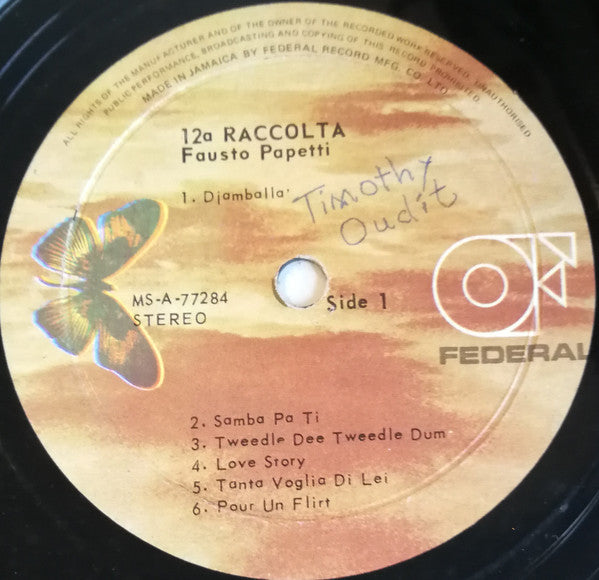 ALL RIGHTS OF THE MANUFACTURER AND OF THE OWNER OF THE RECORDED WORK RESERVED. UNAUTHORISED
PUBLIC PERFORMANCE, BROADCASTING AND COPYING OF THIS RECORD PROHIBITED
MADE IN JAMAICA BY FEDERAL RECORD MFG. CO. LTD.
12a RACCOLTA
Fausto Papetti
1. Djamballa
Timothy
Oudit
MS-A-77284
STEREO
Side 1
FEDERAL
2. Samba Pa Ti
3. Tweedle Dee Tweedle Dum
4. Love Story
5. Tanta Voglia Di Lei
6. Pour Un Flirt